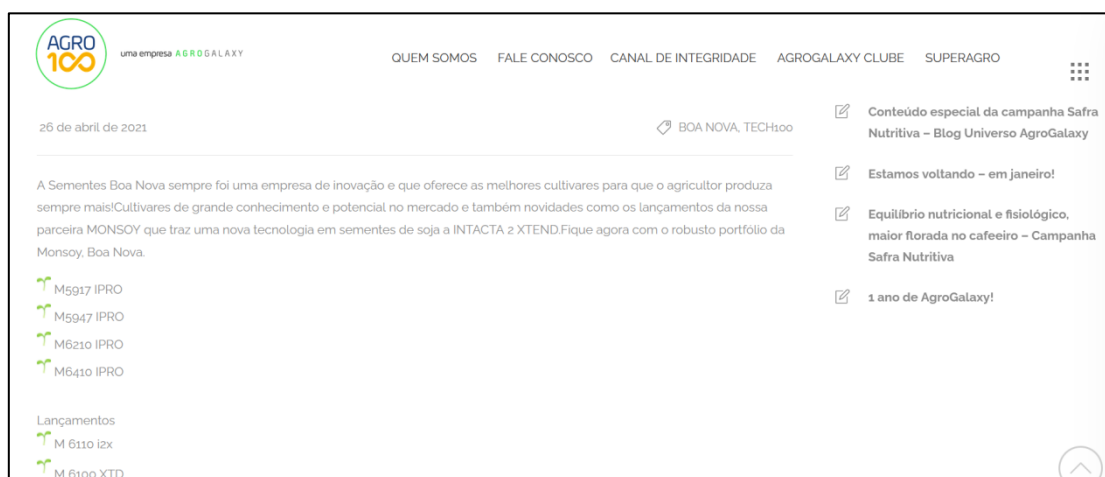 AGRO
100
uma empresa AGROGALAXY
QUEM SOMOS FALE CONOSCO CANAL DE INTEGRIDADE AGROGALAXY CLUBE SUPERAGRO
26 de abril de 2021
BOA NOVA, TECH100
A Sementes Boa Nova sempre foi uma empresa de inovação e que oferece as melhores cultivares para que o agricultor produza
sempre mais!Cultivares de grande conhecimento e potencial no mercado e também novidades como os lançamentos da nossa
parceira MONSOY que traz uma nova tecnologia em sementes de soja a INTACTA 2 XTEND.Fique agora com o robusto portfólio da
Monsoy, Boa Nova.
M5917 IPRO
M5947 IPRO
M6210 IPRO
M6410 IPRO
Lançamentos
M 6110 i2x
M 6100 XTD
Conteúdo especial da campanha Safra
Nutritiva – Blog Universo AgroGalaxy
Estamos voltando – em janeiro!
Equilíbrio nutricional e fisiológico,
maior florada no cafeeiro – Campanha
Safra Nutritiva
1 ano de AgroGalaxy!